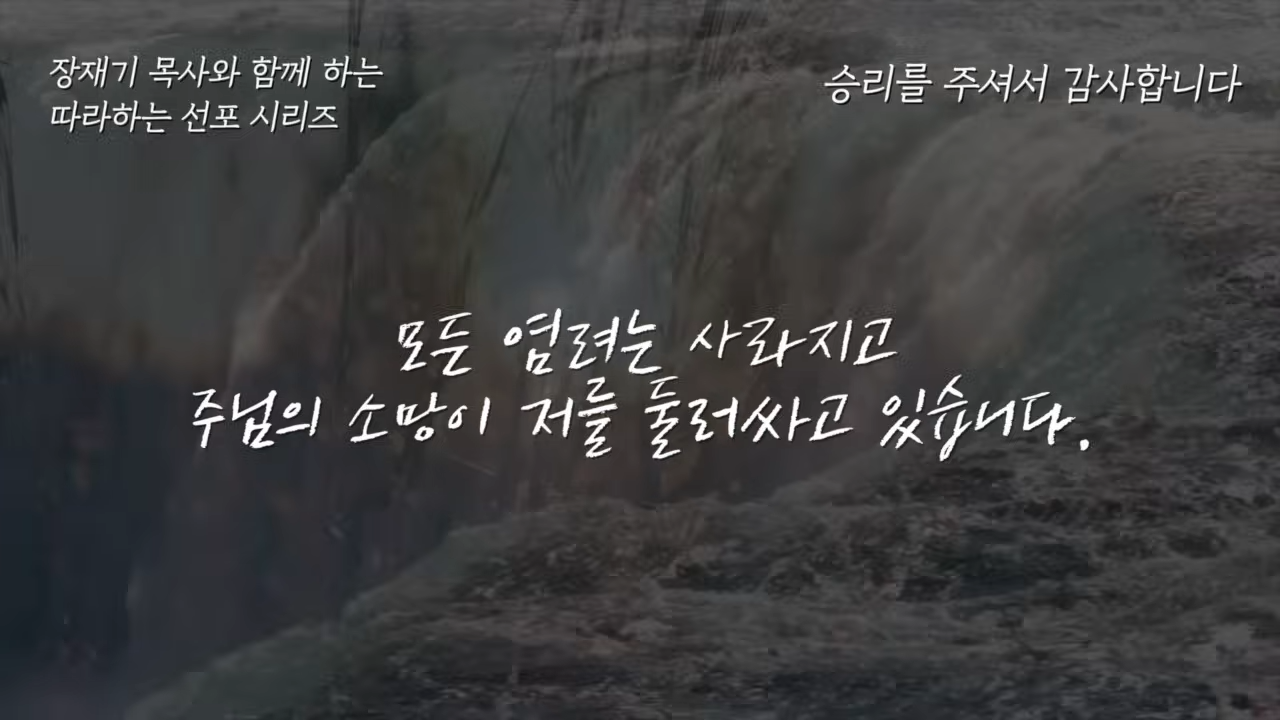 장재기 목사와 함께 하는
따라하는 선포 시리즈
승리를 주셔서 감사합니다
모든 염려는 사라지고
주님의 소망이 저를 둘러싸고 있습니다.